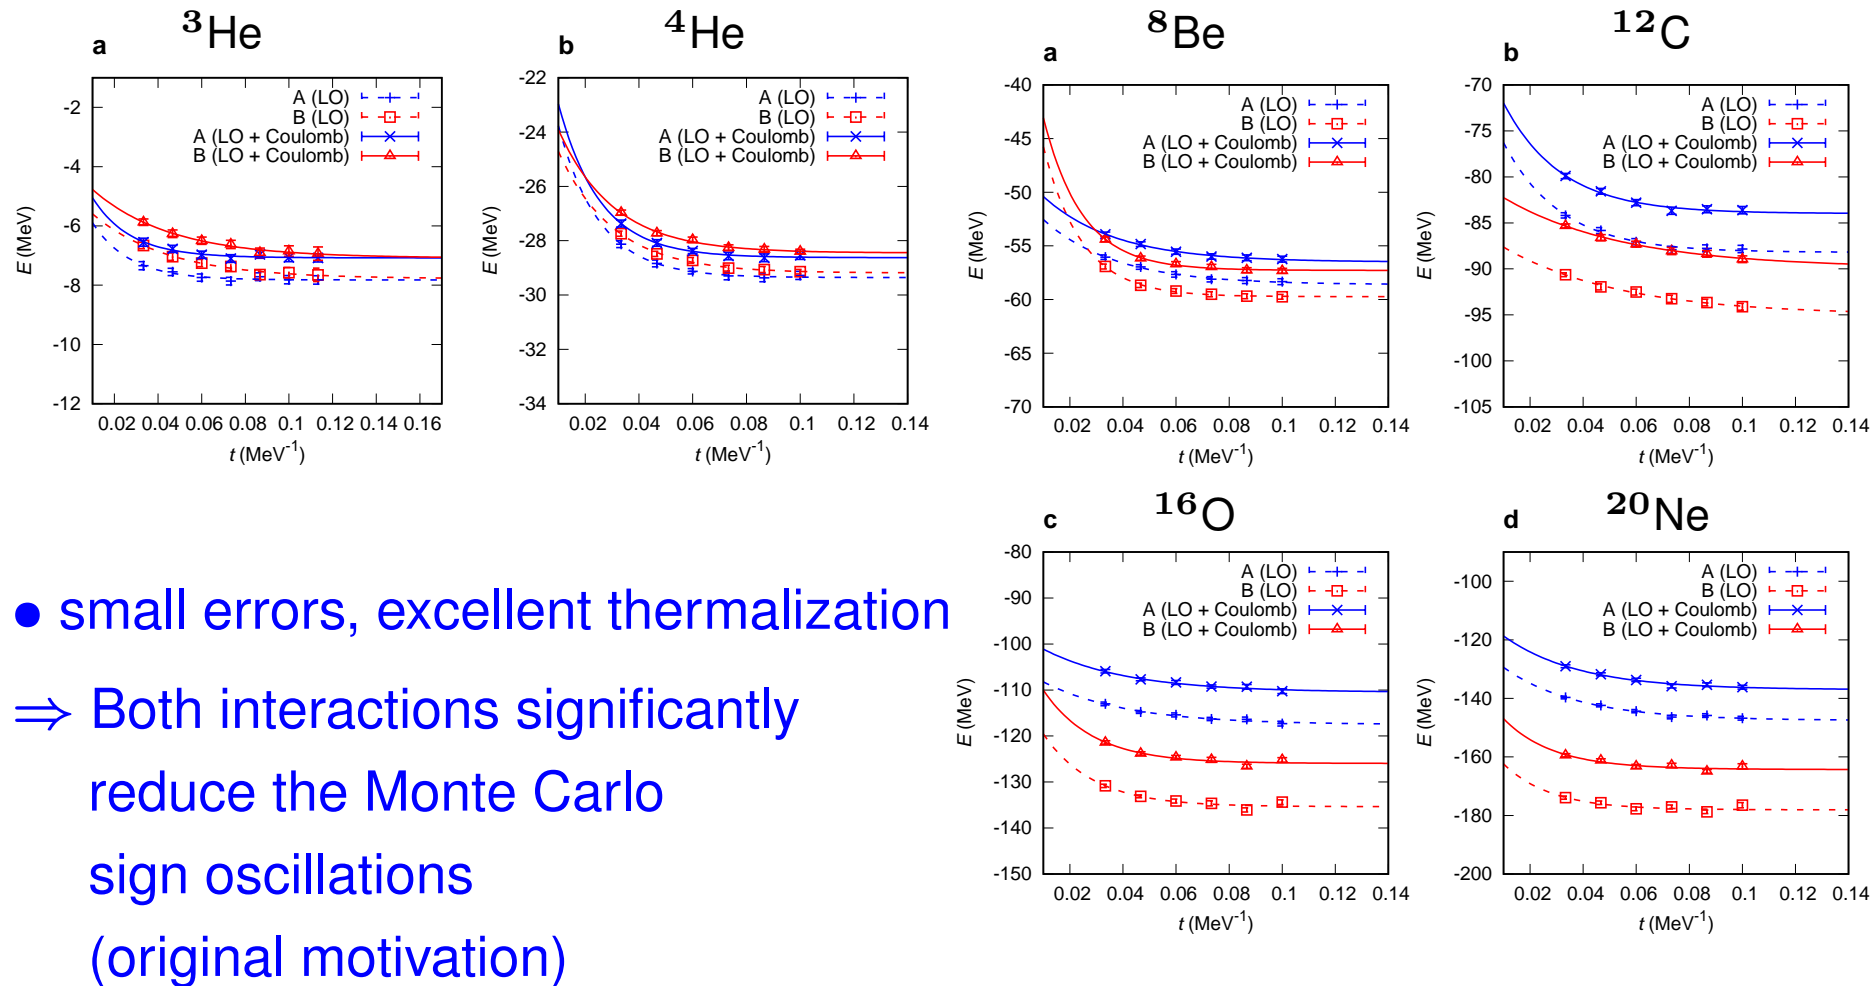 ³He
a
-2
-4
-6
-8
-10
-12
0.02 0.04 0.06 0.08 0.1 0.12 0.14 0.16
E (MeV)
t (MeV⁻¹)
A (LO)
B (LO)
A (LO + Coulomb)
B (LO + Coulomb)
⁴He
b
-22
-24
-26
-28
-30
-32
-34
0.02 0.04 0.06 0.08 0.1 0.12 0.14
E (MeV)
t (MeV⁻¹)
A (LO)
B (LO)
A (LO + Coulomb)
B (LO + Coulomb)
⁸Be
a
-40
-45
-50
-55
-60
-65
-70
0.02 0.04 0.06 0.08 0.1 0.12 0.14
E (MeV)
t (MeV⁻¹)
A (LO)
B (LO)
A (LO + Coulomb)
B (LO + Coulomb)
¹²C
b
-70
-75
-80
-85
-90
-95
-100
-105
0.02 0.04 0.06 0.08 0.1 0.12 0.14
E (MeV)
t (MeV⁻¹)
A (LO)
B (LO)
A (LO + Coulomb)
B (LO + Coulomb)
● small errors, excellent thermalization
⇒ Both interactions significantly
reduce the Monte Carlo
sign oscillations
(original motivation)
¹⁶O
c
-80
-90
-100
-110
-120
-130
-140
-150
0.02 0.04 0.06 0.08 0.1 0.12 0.14
E (MeV)
t (MeV⁻¹)
A (LO)
B (LO)
A (LO + Coulomb)
B (LO + Coulomb)
²⁰Ne
d
-100
-120
-140
-160
-180
-200
0.02 0.04 0.06 0.08 0.1 0.12 0.14
E (MeV)
t (MeV⁻¹)
A (LO)
B (LO)
A (LO + Coulomb)
B (LO + Coulomb)